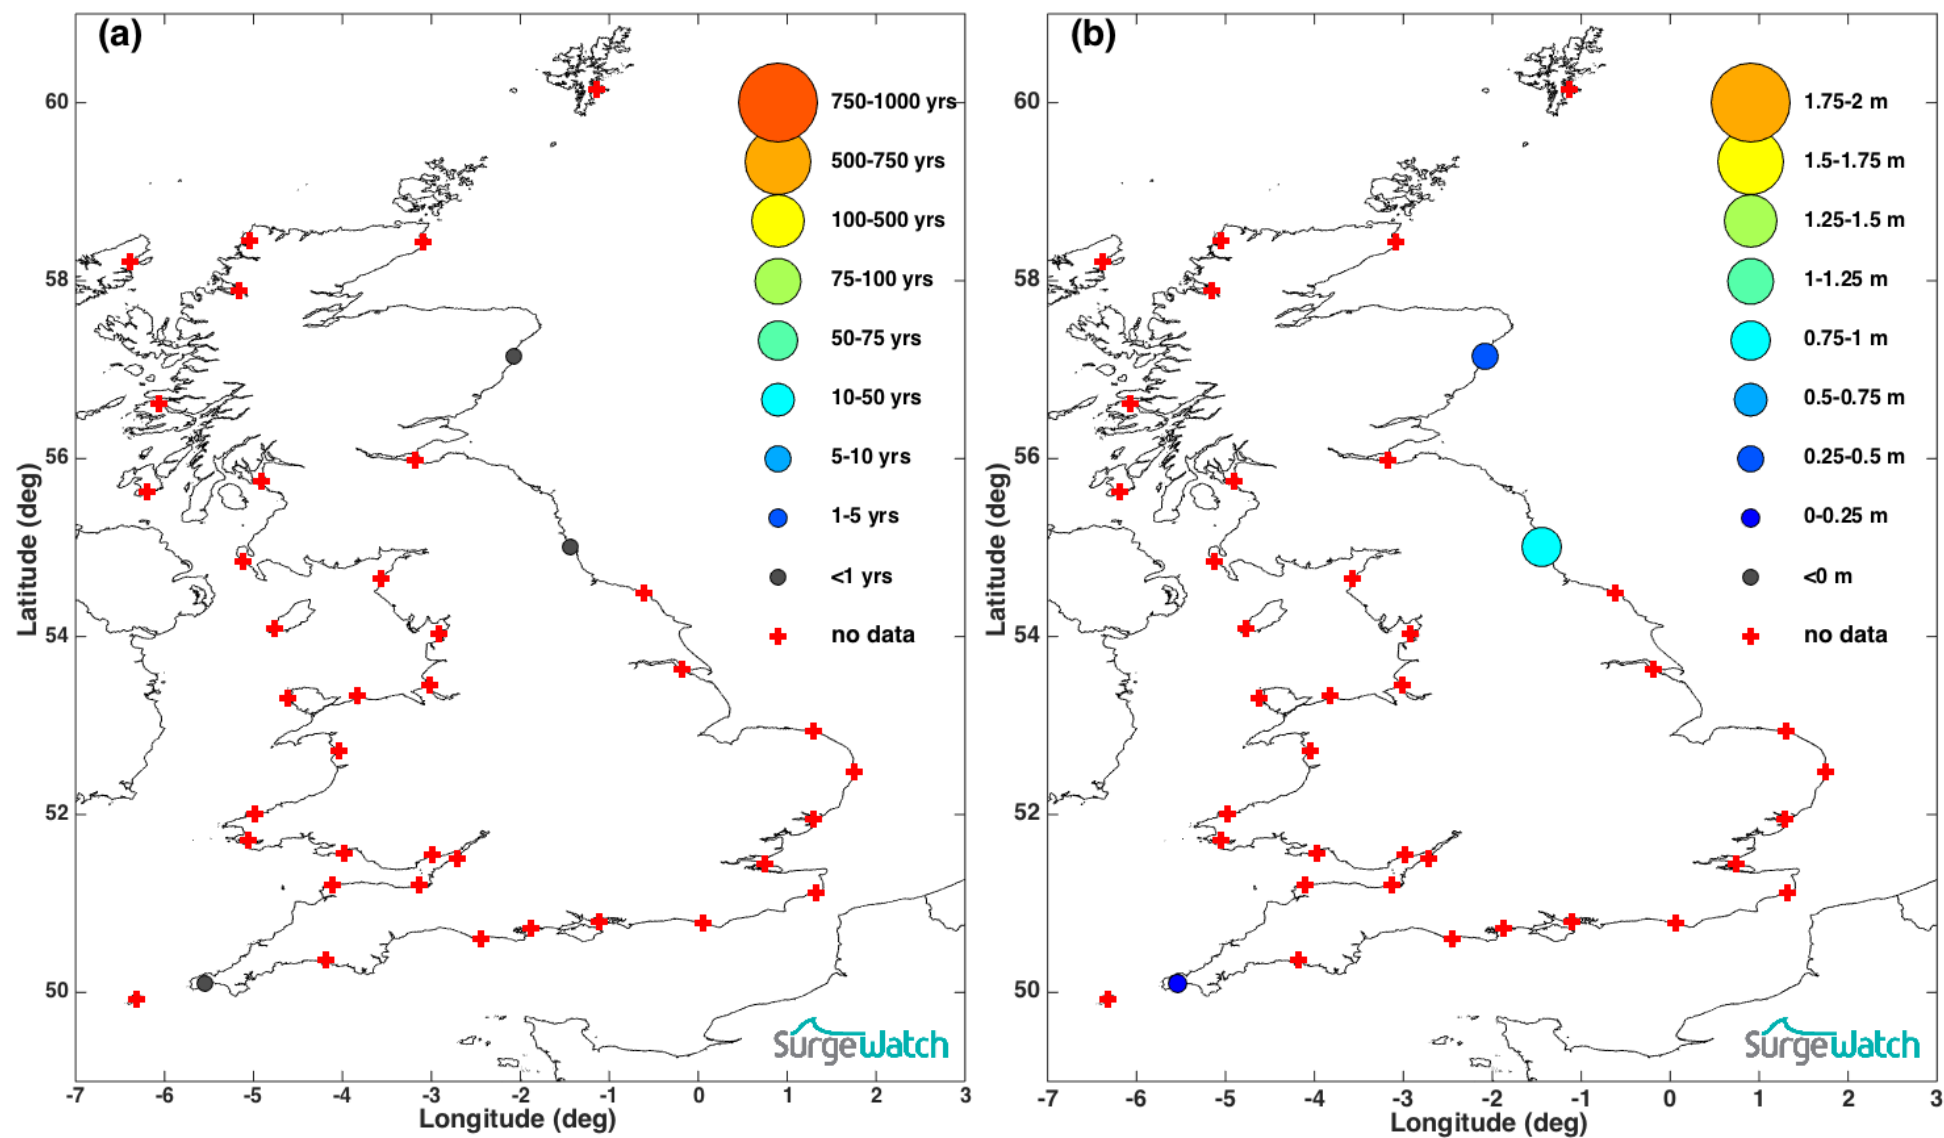 (a)
750-1000 yrs
500-750 yrs
100-500 yrs
75-100 yrs
50-75 yrs
10-50 yrs
5-10 yrs
1-5 yrs
<1 yrs
no data
60
58
56
54
52
50
Latitude (deg)
-7 -6 -5 -4 -3 -2 -1 0 1 2 3
Longitude (deg)
SurgeWatch
(b)
1.75-2 m
1.5-1.75 m
1.25-1.5 m
1-1.25 m
0.75-1 m
0.5-0.75 m
0.25-0.5 m
0-0.25 m
<0 m
no data
60
58
56
54
52
50
Latitude (deg)
-7 -6 -5 -4 -3 -2 -1 0 1 2 3
Longitude (deg)
SurgeWatch